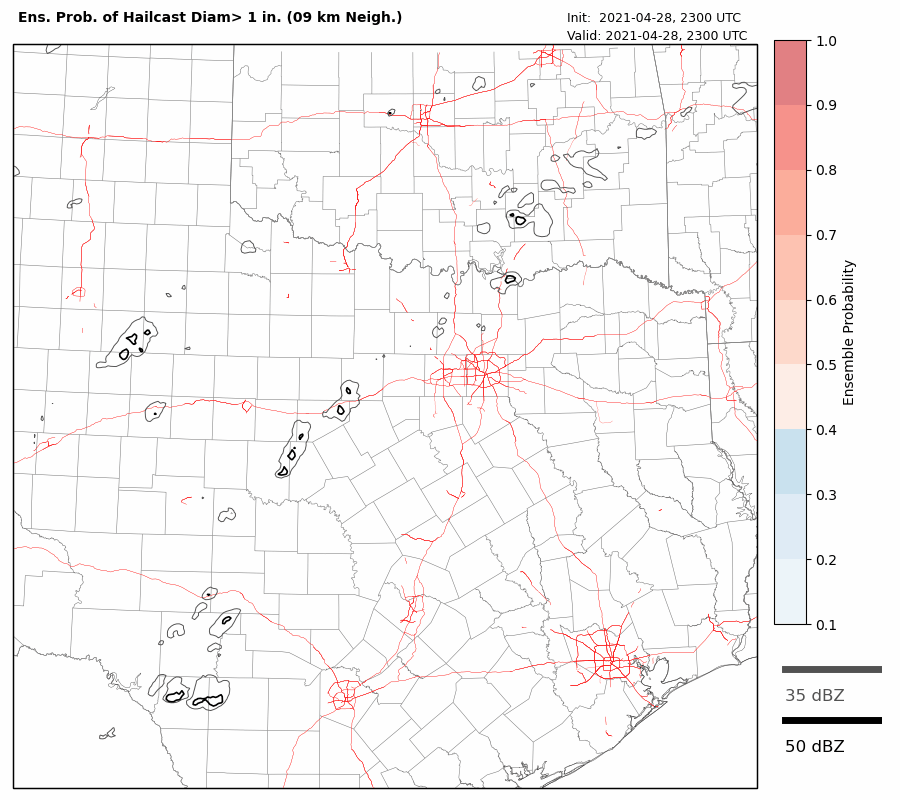 Ens. Prob. of Hailcast Diam> 1 in. (09 km Neigh.)
Init:  2021-04-28, 2300 UTC
Valid: 2021-04-28, 2300 UTC
1.0
0.9
0.8
0.7
0.6
0.5
0.4
0.3
0.2
0.1
Ensemble Probability
35 dBZ
50 dBZ